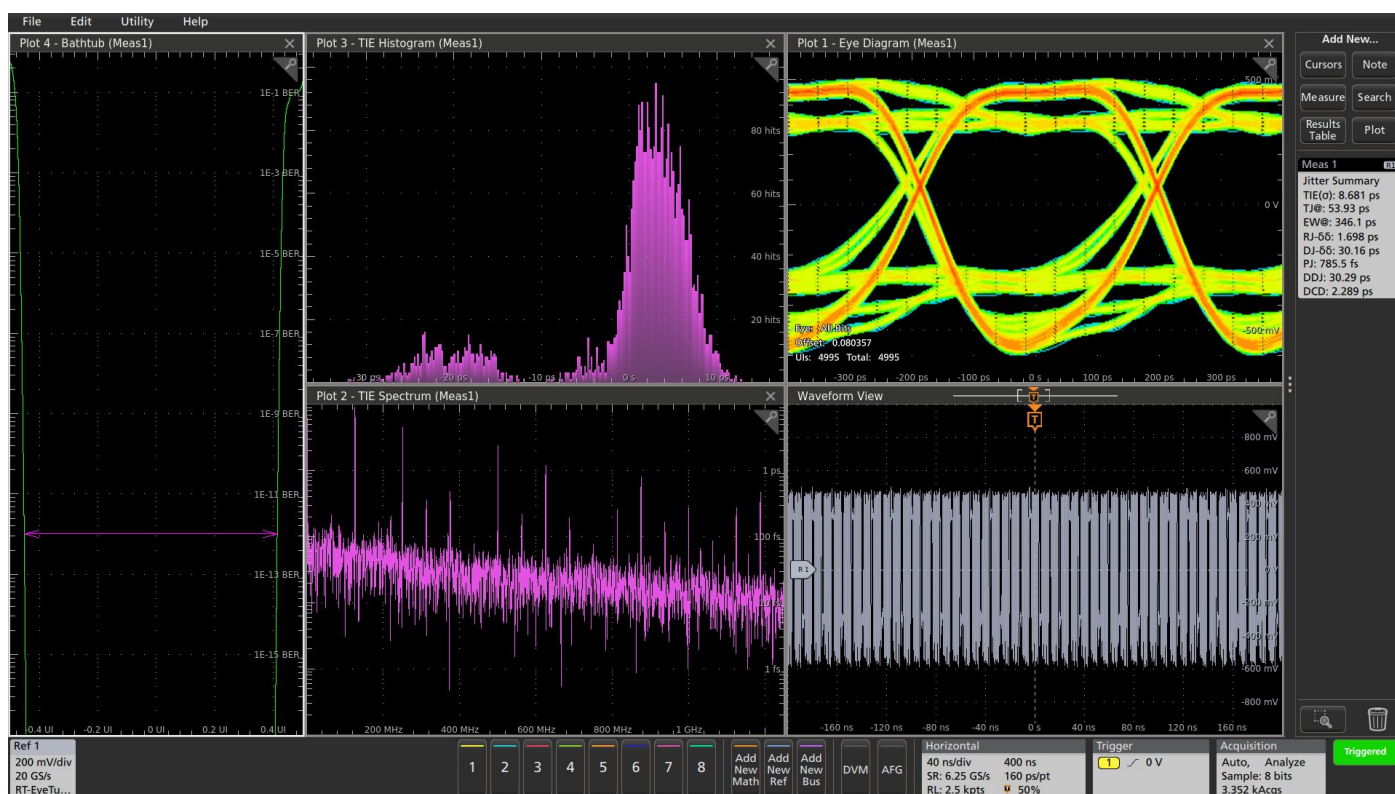 File Edit Utility Help
Plot 4 - Bathtub (Meas1)
1E-1 BER
1E-3 BER
1E-5 BER
1E-7 BER
1E-9 BER
1E-11 BER
1E-13 BER
1E-15 BER
-0.4 UI -0.2 UI 0 UI 0.2 UI 0.4 UI
Plot 3 - TIE Histogram (Meas1)
80 hits
60 hits
40 hits
20 hits
-30 ps -20 ps -10 ps 0 s 10 ps
Plot 1 - Eye Diagram (Meas1)
500 mV
0 V
-500 mV
Eye: All Bits
Offset: 0.080357
UIs: 4995 Total: 4995
-300 ps -200 ps -100 ps 0 s 100 ps 200 ps 300 ps
Plot 2 - TIE Spectrum (Meas1)
1 ps
100 fs
10 fs
1 fs
200 MHz 400 MHz 600 MHz 800 MHz 1 GHz
Waveform View
T
T
800 mV
600 mV
400 mV
200 mV
0 V
-200 mV
-400 mV
-600 mV
-800 mV
R 1
-160 ns -120 ns -80 ns -40 ns 0 s 40 ns 80 ns 120 ns 160 ns
Add New...
Cursors Note
Measure Search
Results Table Plot
Meas 1 R1
Jitter Summary
TIE(σ): 8.681 ps
TJ@: 53.93 ps
EW@: 346.1 ps
RJ-δδ: 1.698 ps
DJ-δδ: 30.16 ps
PJ: 785.5 fs
DDJ: 30.29 ps
DCD: 2.289 ps
Ref 1
200 mV/div
20 GS/s
RT-EyeTu...
1 2 3 4 5 6 7 8
Add New Math
Add New Ref
Add New Bus
DVM AFG
Horizontal
40 ns/div 400 ns
SR: 6.25 GS/s 160 ps/pt
RL: 2.5 kpts 50%
Trigger
1 0 V
Acquisition
Auto, Analyze
Sample: 8 bits
3.352 kAcqs
Triggered